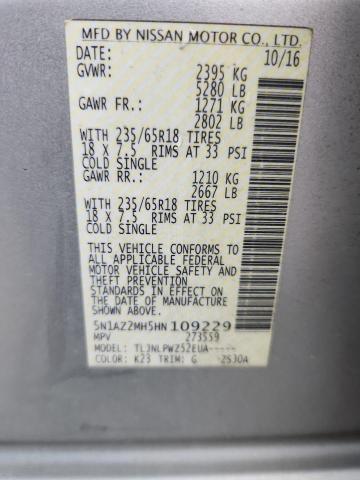 MFD BY NISSAN MOTOR CO., LTD.
DATE: 10/16
GVWR: 2395 KG
5280 LB
GAWR FR.: 1271 KG
2802 LB
WITH 235/65R18 TIRES
18 X 7.5 RIMS AT 33 PSI
COLD SINGLE
GAWR RR.: 1210 KG
2667 LB
WITH 235/65R18 TIRES
18 X 7.5 RIMS AT 33 PSI
COLD SINGLE
THIS VEHICLE CONFORMS TO
ALL APPLICABLE FEDERAL
MOTOR VEHICLE SAFETY
AND THEFT PREVENTION
STANDARDS IN EFFECT ON
THE DATE OF MANUFACTURE
SHOWN ABOVE.
5N1AZ2MH5HN 109229
MPV 273559
MODEL: TLJNLPWZ52EUA-----
COLOR: K23 TRIM: G -2SJ0A